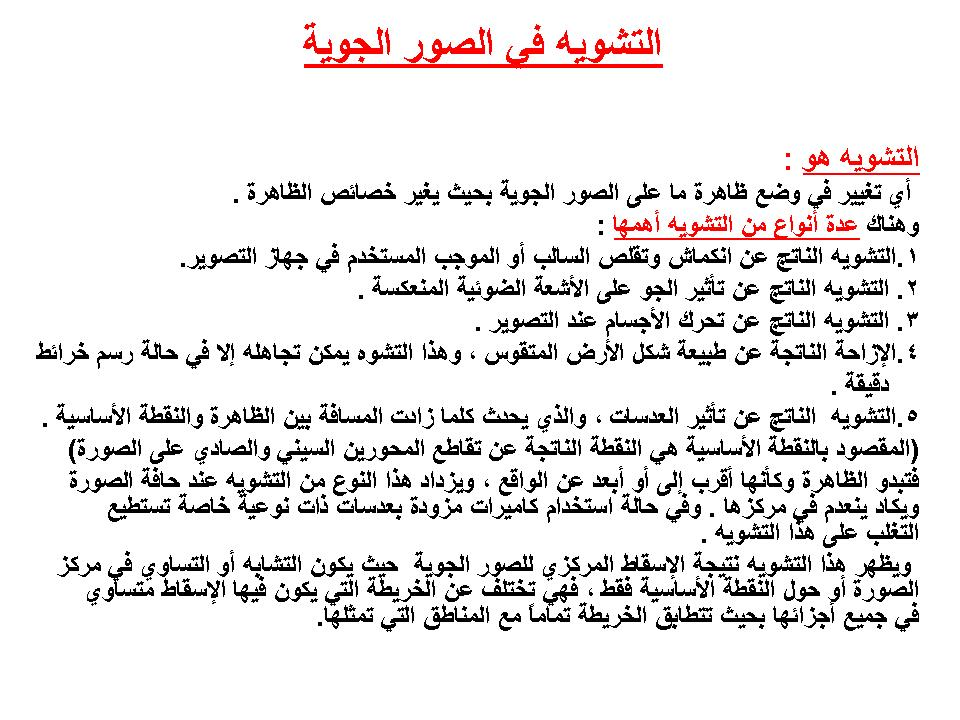 التشويه في الصور الجوية
التشويه هو :
أي تغيير في وضع ظاهرة ما على الصور الجوية بحيث يغير خصائص الظاهرة .
وهناك عدة أنواع من التشويه أهمها :
١.التشويه الناتج عن انكماش وتقلص السالب أو الموجب المستخدم في جهاز التصوير.
٢. التشويه الناتج عن تأثير الجو على الأشعة الضوئية المنعكسة .
٣. التشويه الناتج عن تحرك الأجسام عند التصوير .
٤.الإزاحة الناتجة عن طبيعة شكل الأرض المتقوس ، وهذا التشوه يمكن تجاهله إلا في حالة رسم خرائط
دقيقة .
٥.التشويه الناتج عن تأثير العدسات ، والذي يحدث كلما زادت المسافة بين الظاهرة والنقطة الأساسية .
(المقصود بالنقطة الأساسية هي النقطة الناتجة عن تقاطع المحورين السيني والصادي على الصورة)
فتبدو الظاهرة وكأنها أقرب إلى أو أبعد عن الواقع ، ويزداد هذا النوع من التشويه عند حافة الصورة
ويكاد ينعدم في مركزها . وفي حالة استخدام كاميرات مزودة بعدسات ذات نوعية خاصة تستطيع
التغلب على هذا التشويه .
ويظهر هذا التشويه نتيجة الإسقاط المركزي للصور الجوية حيث يكون التشابه أو التساوي في مركز
الصورة أو حول النقطة الأساسية فقط ، فهي تختلف عن الخريطة التي يكون فيها الإسقاط متساوي
في جميع أجزائها بحيث تتطابق الخريطة تماماً مع المناطق التي تمثلها.